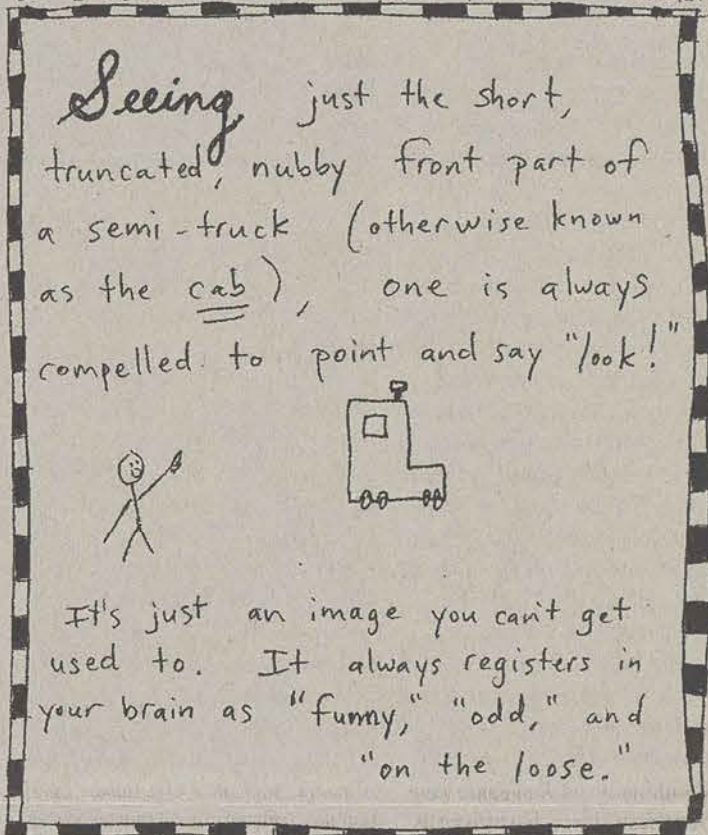 Seeing just the short,
truncated, nubby front part of
a semi-truck (otherwise known
as the cab), one is always
compelled to point and say "look!"
It's just an image you can't get
used to. It always registers in
your brain as "funny," "odd," and
"on the loose."